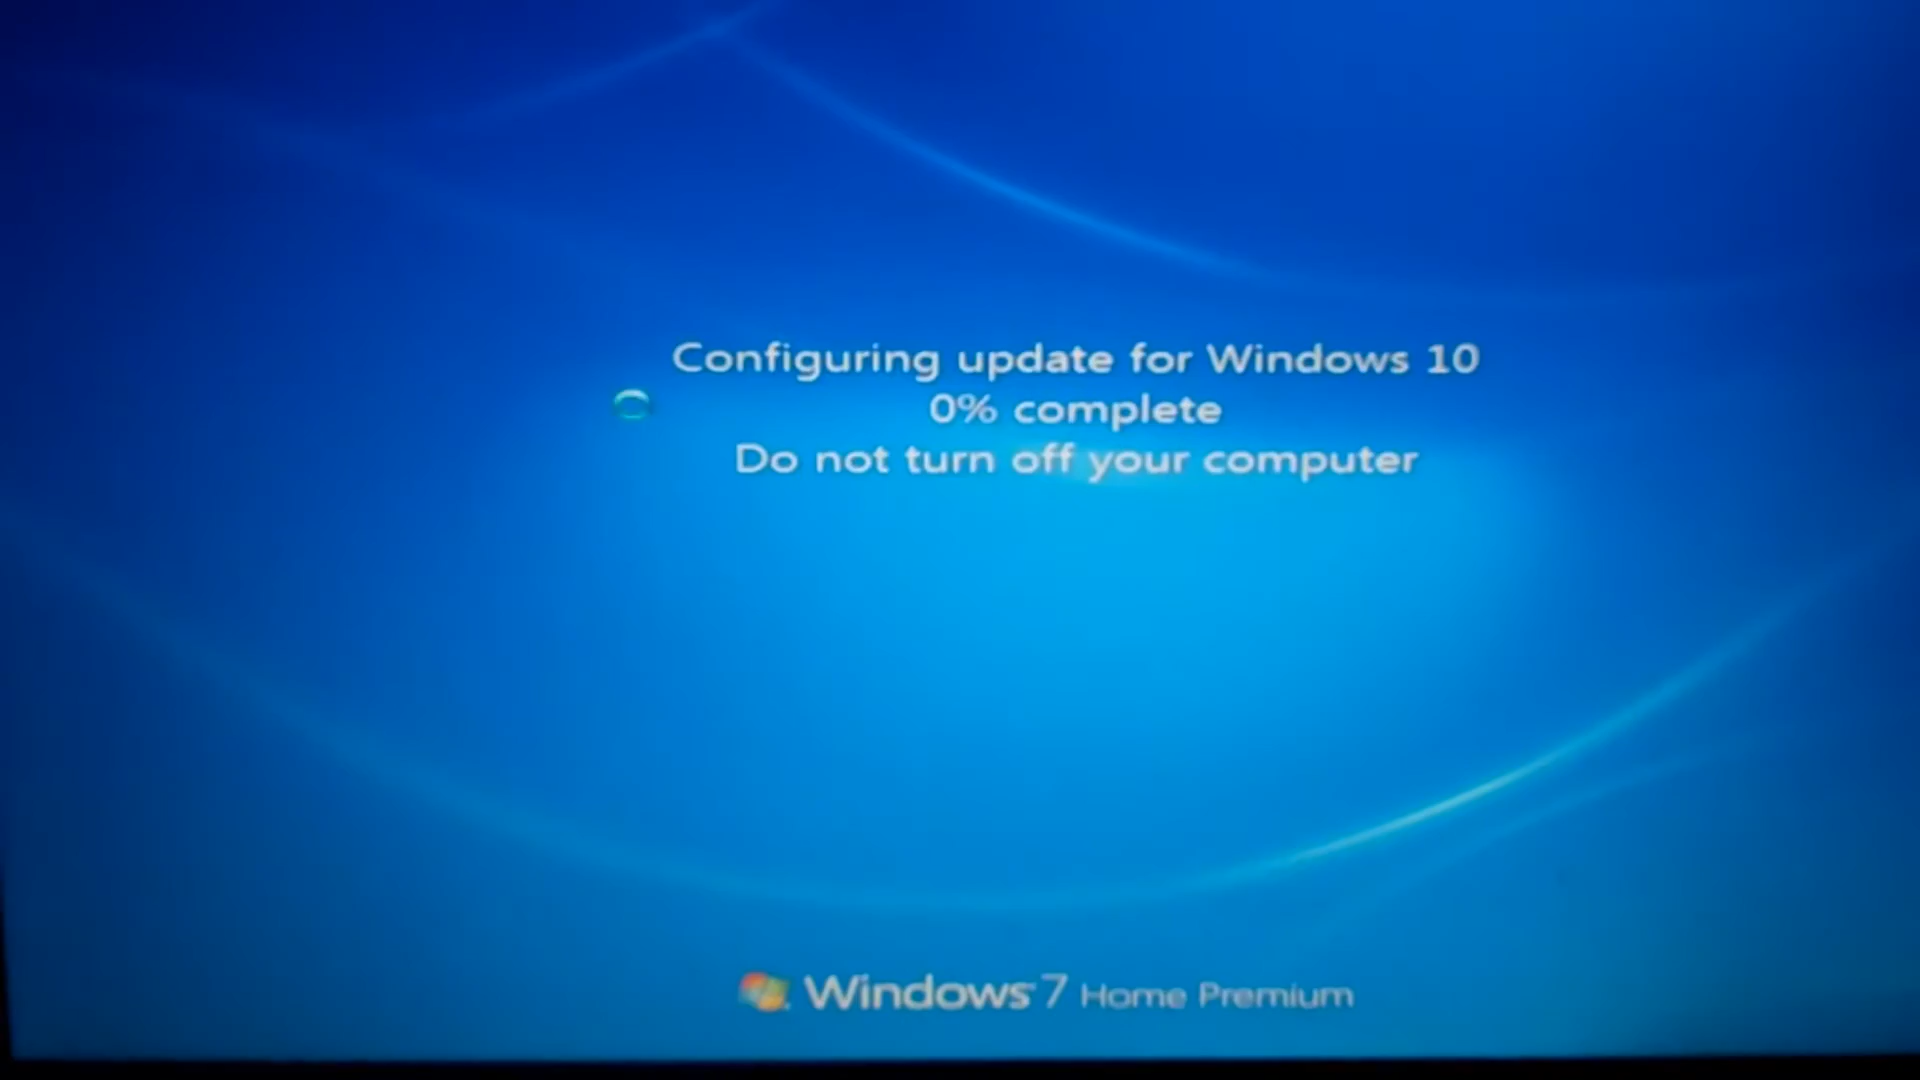 Configuring update for Windows 10
0% complete
Do not turn off your computer
Windows 7 Home Premium